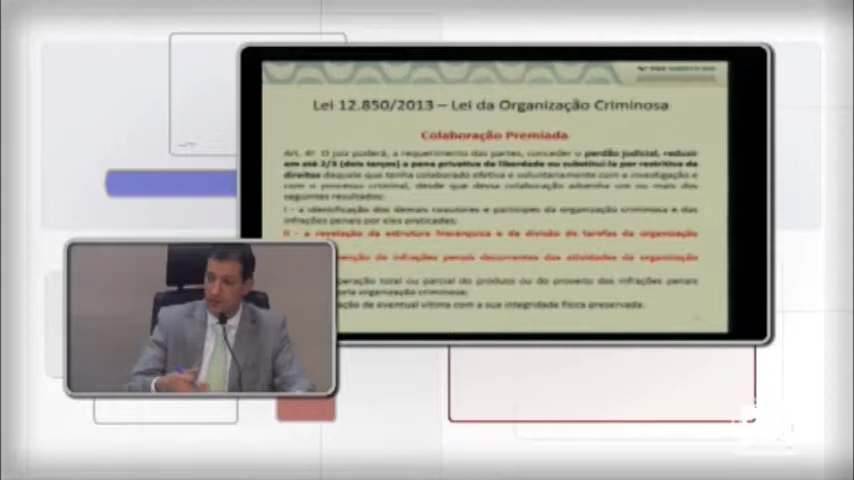 Lei 12.850/2013 – Lei da Organização Criminosa
Colaboração Premiada
Art. 4º O juiz poderá, a requerimento das partes, conceder o perdão judicial, reduzir
em até 2/3 (dois terços) a pena privativa de liberdade ou substituí-la por restritiva de
direitos daquele que tenha colaborado efetiva e voluntariamente com a investigação e
com o processo criminal, desde que dessa colaboração advenha um ou mais dos
seguintes resultados:
I - a identificação dos demais coautores e partícipes da organização criminosa e das
infrações penais por eles praticadas;
II - a revelação da estrutura hierárquica e da divisão de tarefas da organização
de infrações penais decorrentes das atividades da organização
total ou parcial do produto ou do proveito das infrações penais
pela organização criminosa;
de eventual vítima com a sua integridade física preservada.